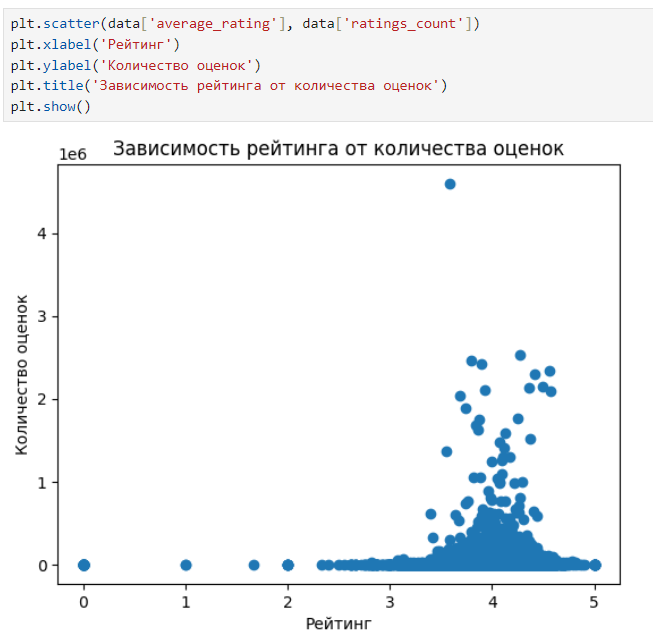 plt.scatter(data['average_rating'], data['ratings_count'])
plt.xlabel('Рейтинг')
plt.ylabel('Количество оценок')
plt.title('Зависимость рейтинга от количества оценок')
plt.show()
Зависимость рейтинга от количества оценок
1e6
4
3
2
1
0
Количество оценок
0 1 2 3 4 5
Рейтинг